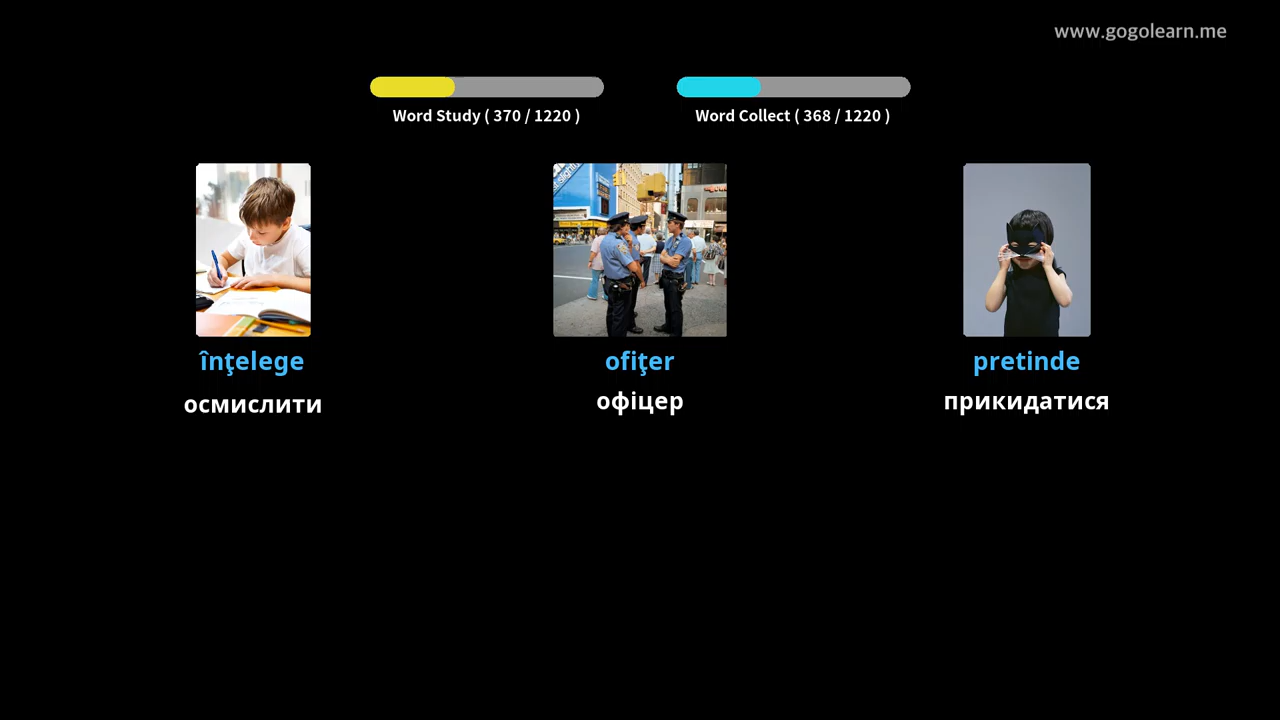 www.gogolearn.me
Word Study ( 370 / 1220 )
Word Collect ( 368 / 1220 )
înţelege
ofiţer
pretinde
осмислити
офіцер
прикидатися